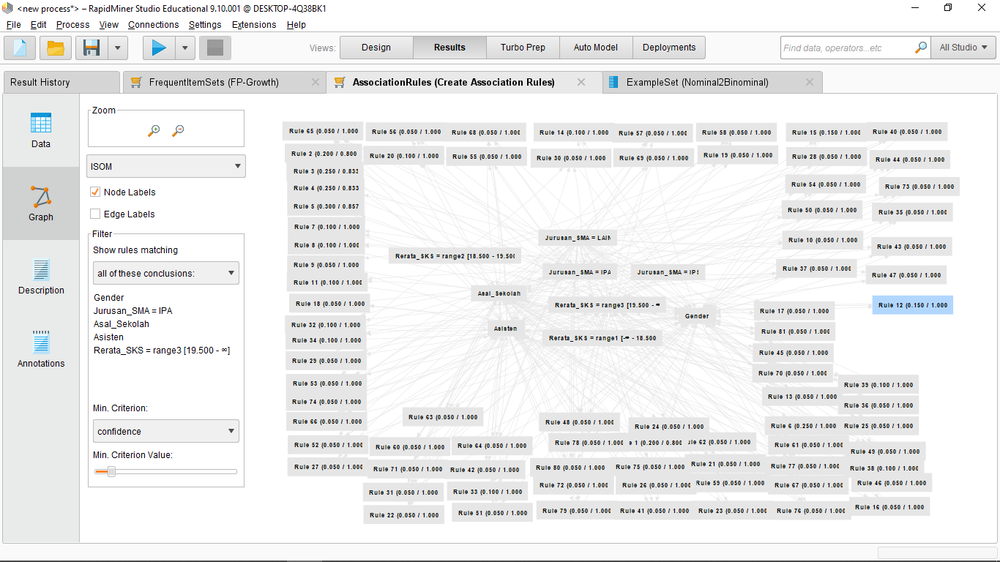 <new process*> – RapidMiner Studio Educational 9.10.001 @ DESKTOP-4Q38BK1
File Edit Process View Connections Settings Extensions Help
Views: Design Results Turbo Prep Auto Model Deployments Find data, operators...etc All Studio
Result History FrequentItemSets (FP-Growth) AssociationRules (Create Association Rules) ExampleSet (Nominal2Binominal)
Data
Graph
Description
Annotations
Zoom
ISOM
Node Labels
Edge Labels
Filter
Show rules matching
all of these conclusions:
Gender
Jurusan_SMA = IPA
Asal_Sekolah
Asisten
Rerata_SKS = range3 [19.500 - ∞]
Min. Criterion:
confidence
Min. Criterion Value:
Rule 65 (0.050 / 1.000
Rule 56 (0.050 / 1.000
Rule 68 (0.050 / 1.000
Rule 14 (0.100 / 1.000
Rule 57 (0.050 / 1.000
Rule 58 (0.050 / 1.000
Rule 15 (0.150 / 1.000
Rule 40 (0.050 / 1.000
Rule 2 (0.200 / 0.800
Rule 20 (0.100 / 1.000
Rule 55 (0.050 / 1.000
Rule 30 (0.050 / 1.000
Rule 69 (0.050 / 1.000
Rule 19 (0.050 / 1.000
Rule 28 (0.050 / 1.000
Rule 44 (0.050 / 1.000
Rule 3 (0.250 / 0.833
Rule 4 (0.250 / 0.833
Rule 54 (0.050 / 1.000
Rule 73 (0.050 / 1.000
Rule 5 (0.300 / 0.857
Rule 50 (0.050 / 1.000
Rule 35 (0.050 / 1.000
Rule 7 (0.100 / 1.000
Rule 8 (0.100 / 1.000
Jurusan_SMA = LAIN
Rule 10 (0.050 / 1.000
Rule 43 (0.050 / 1.000
Rerata_SKS = range2 [18.500 - 19.500
Rule 9 (0.050 / 1.000
Jurusan_SMA = IPA
Jurusan_SMA = IPS
Rule 37 (0.050 / 1.000
Rule 47 (0.050 / 1.000
Rule 11 (0.100 / 1.000
Asal_Sekolah
Rule 18 (0.050 / 1.000
Rerata_SKS = range3 [19.500 - ∞
Rule 12 (0.150 / 1.000
Gender
Rule 17 (0.050 / 1.000
Rule 32 (0.100 / 1.000
Asisten
Rule 81 (0.050 / 1.000
Rule 34 (0.100 / 1.000
Rerata_SKS = range1 [-∞ - 18.500
Rule 45 (0.050 / 1.000
Rule 29 (0.050 / 1.000
Rule 70 (0.050 / 1.000
Rule 53 (0.050 / 1.000
Rule 39 (0.100 / 1.000
Rule 74 (0.050 / 1.000
Rule 13 (0.050 / 1.000
Rule 36 (0.050 / 1.000
Rule 66 (0.050 / 1.000
Rule 63 (0.050 / 1.000
Rule 48 (0.050 / 1.000
Rule 24 (0.050 / 1.000
Rule 6 (0.250 / 1.000
Rule 25 (0.050 / 1.000
Rule 52 (0.050 / 1.000
Rule 60 (0.050 / 1.000
Rule 64 (0.050 / 1.000
Rule 78 (0.050 / 1.000
e 1 (0.200 / 0.800
ule 62 (0.050 / 1.000
Rule 61 (0.050 / 1.000
Rule 49 (0.050 / 1.000
Rule 27 (0.050 / 1.000
Rule 71 (0.050 / 1.000
Rule 42 (0.050 / 1.000
Rule 80 (0.050 / 1.000
Rule 75 (0.050 / 1.000
Rule 21 (0.050 / 1.000
Rule 77 (0.050 / 1.000
Rule 38 (0.100 / 1.000
Rule 31 (0.050 / 1.000
Rule 33 (0.100 / 1.000
Rule 72 (0.050 / 1.000
Rule 26 (0.050 / 1.000
Rule 59 (0.050 / 1.000
Rule 67 (0.050 / 1.000
Rule 46 (0.050 / 1.000
Rule 22 (0.050 / 1.000
Rule 51 (0.050 / 1.000
Rule 79 (0.050 / 1.000
Rule 41 (0.050 / 1.000
Rule 23 (0.050 / 1.000
Rule 76 (0.050 / 1.000
Rule 16 (0.050 / 1.000